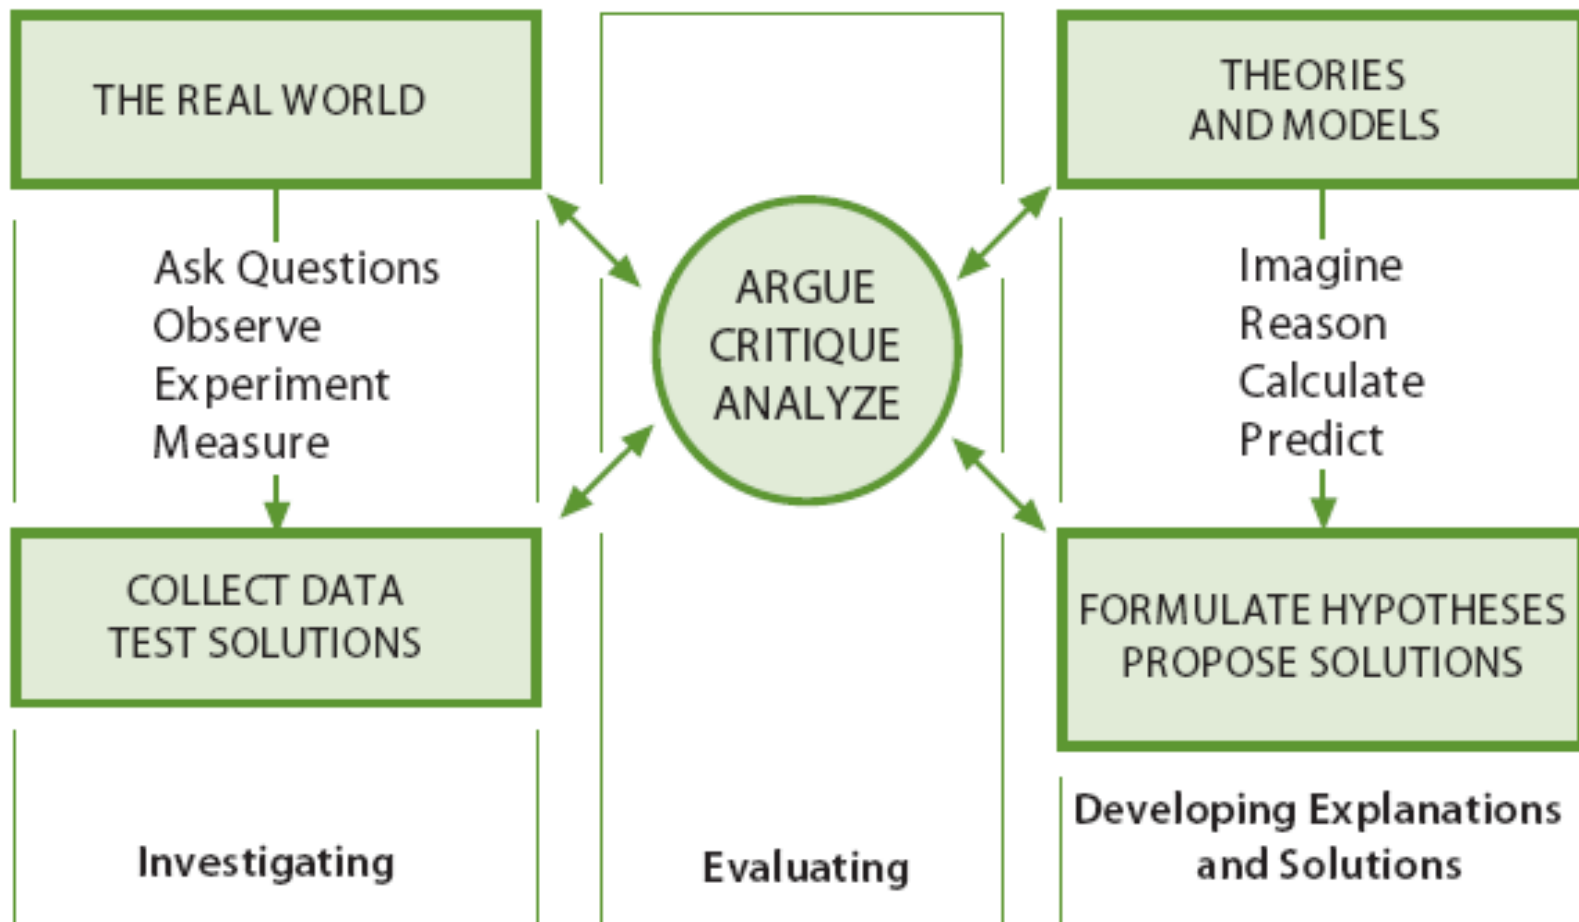 THE REAL WORLD
Ask Questions
Observe
Experiment
Measure
COLLECT DATA
TEST SOLUTIONS
Investigating
ARGUE
CRITIQUE
ANALYZE
Evaluating
THEORIES
AND MODELS
Imagine
Reason
Calculate
Predict
FORMULATE HYPOTHESES
PROPOSE SOLUTIONS
Developing Explanations
and Solutions